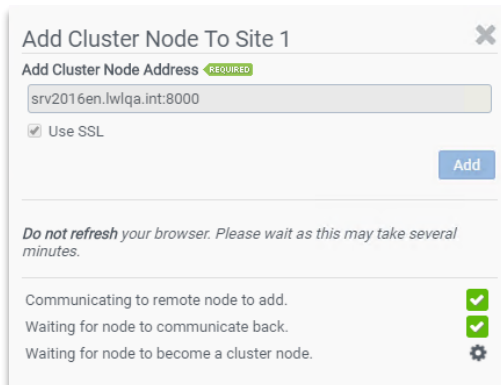 Add Cluster Node To Site 1
Add Cluster Node Address REQUIRED
srv2016en.lwlqa.int:8000
Use SSL
Add
Do not refresh your browser. Please wait as this may take several
minutes.
Communicating to remote node to add.
Waiting for node to communicate back.
Waiting for node to become a cluster node.